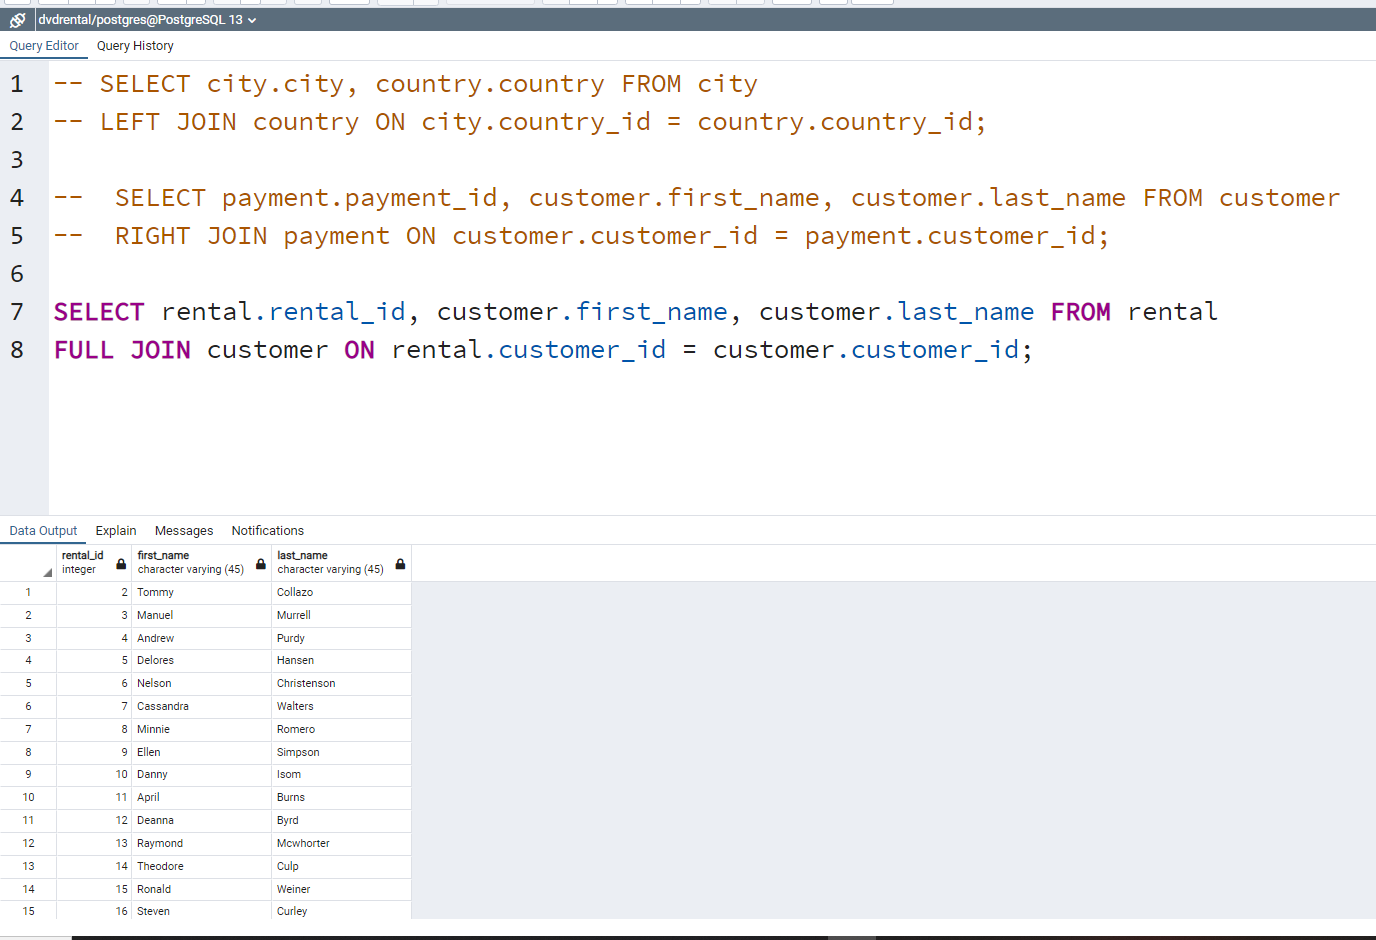 dvdrental/postgres@PostgreSQL 13
Query Editor Query History
1 -- SELECT city.city, country.country FROM city
2 -- LEFT JOIN country ON city.country_id = country.country_id;
3
4 --  SELECT payment.payment_id, customer.first_name, customer.last_name FROM customer
5 --  RIGHT JOIN payment ON customer.customer_id = payment.customer_id;
6
7 SELECT rental.rental_id, customer.first_name, customer.last_name FROM rental
8 FULL JOIN customer ON rental.customer_id = customer.customer_id;
Data Output Explain Messages Notifications
rental_id first_name last_name
integer character varying (45) character varying (45)
1 2 Tommy Collazo
2 3 Manuel Murrell
3 4 Andrew Purdy
4 5 Delores Hansen
5 6 Nelson Christenson
6 7 Cassandra Walters
7 8 Minnie Romero
8 9 Ellen Simpson
9 10 Danny Isom
10 11 April Burns
11 12 Deanna Byrd
12 13 Raymond Mcwhorter
13 14 Theodore Culp
14 15 Ronald Weiner
15 16 Steven Curley